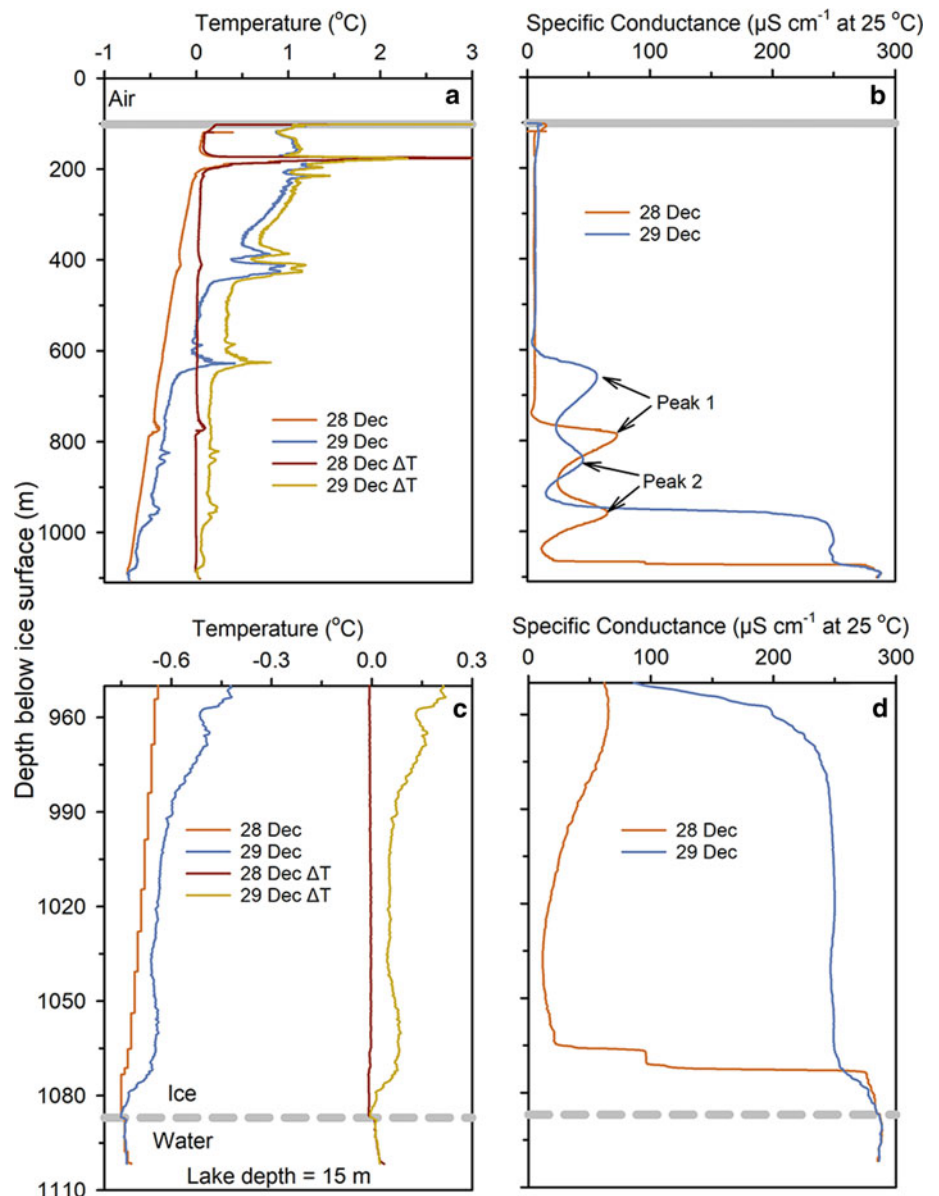 Temperature (°C)
-1 0 1 2 3
Specific Conductance (µS cm⁻¹ at 25 °C)
0 100 200 300
Depth below ice surface (m)
0
200
400
600
800
1000
Air
a
28 Dec
29 Dec
28 Dec ΔT
29 Dec ΔT
b
28 Dec
29 Dec
Peak 1
Peak 2
Temperature (°C)
-0.6 -0.3 0.0 0.3
Specific Conductance (µS cm⁻¹ at 25 °C)
0 100 200 300
960
990
1020
1050
1080
1110
c
28 Dec
29 Dec
28 Dec ΔT
29 Dec ΔT
Ice
Water
Lake depth = 15 m
d
28 Dec
29 Dec